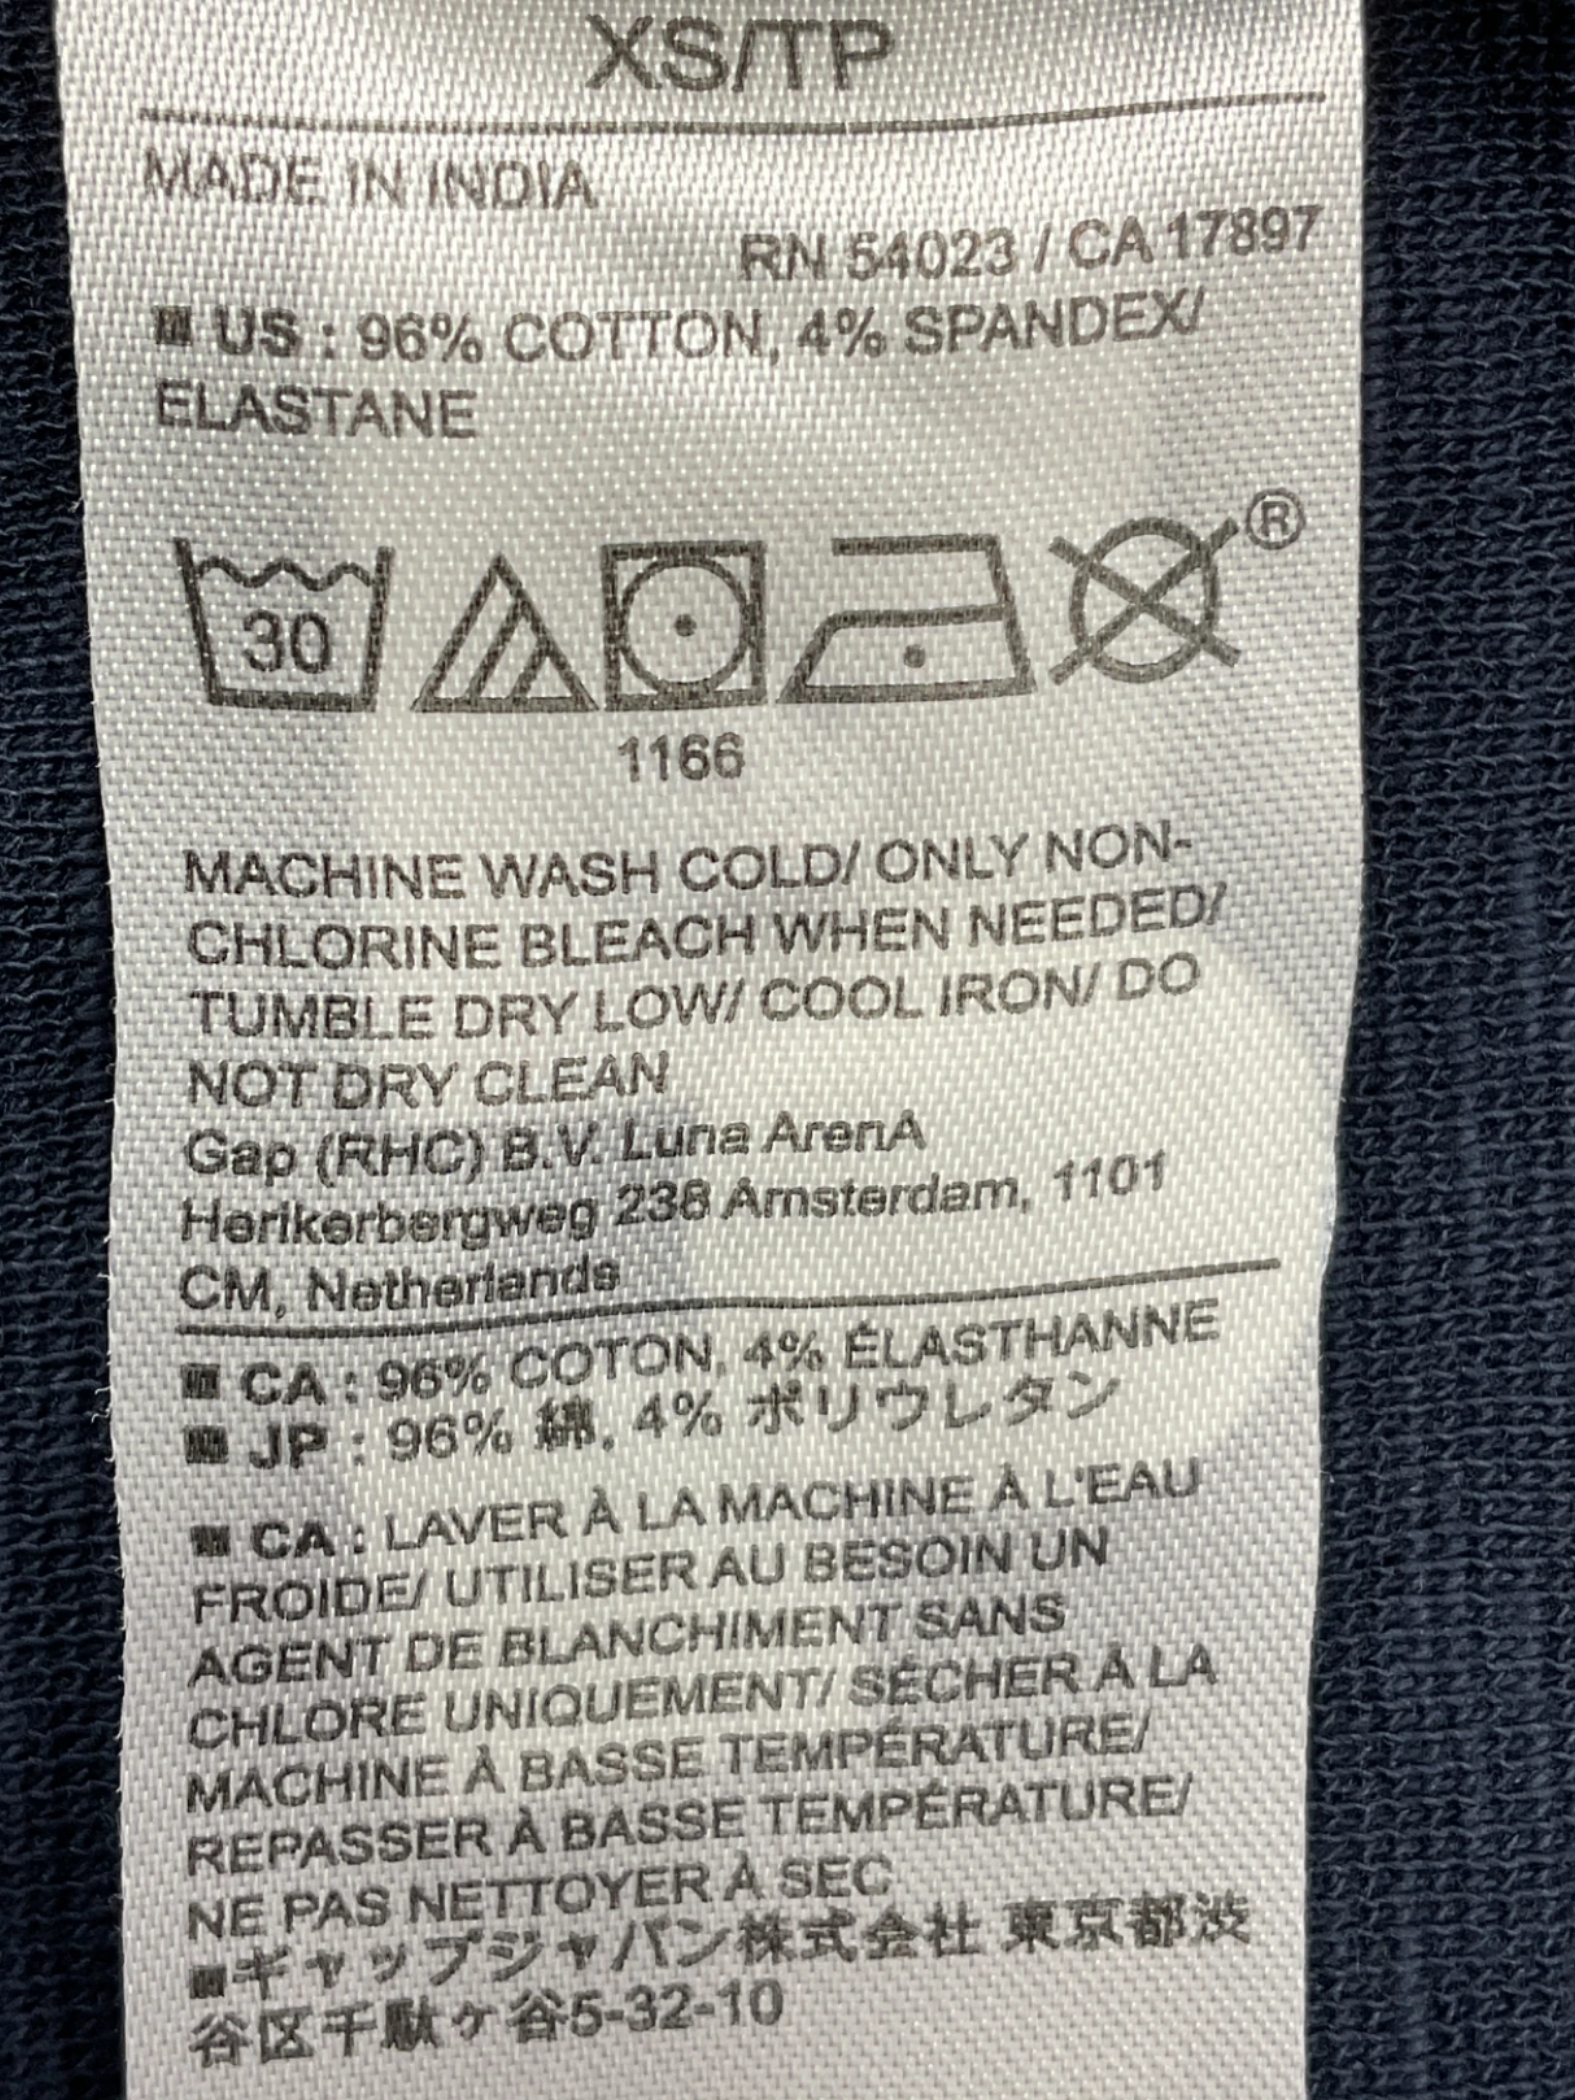 XS/TP
MADE IN INDIA
RN 54023 / CA 17897
■ US : 96% COTTON, 4% SPANDEX/
ELASTANE
30
®
1166
MACHINE WASH COLD/ ONLY NON-
CHLORINE BLEACH WHEN NEEDED/
TUMBLE DRY LOW/ COOL IRON/ DO
NOT DRY CLEAN
Gap (RHC) B.V. Luna ArenA
Herikerbergweg 238 Amsterdam, 1101
CM, Netherlands
■ CA : 96% COTON, 4% ÉLASTHANNE
■ JP : 96% 綿, 4% ポリウレタン
■ CA : LAVER À LA MACHINE À L'EAU
FROIDE/ UTILISER AU BESOIN UN
AGENT DE BLANCHIMENT SANS
CHLORE UNIQUEMENT/ SÉCHER À LA
MACHINE À BASSE TEMPÉRATURE/
REPASSER À BASSE TEMPÉRATURE/
NE PAS NETTOYER À SEC
■ギャップジャパン株式会社 東京都渋
谷区千駄ヶ谷5-32-10